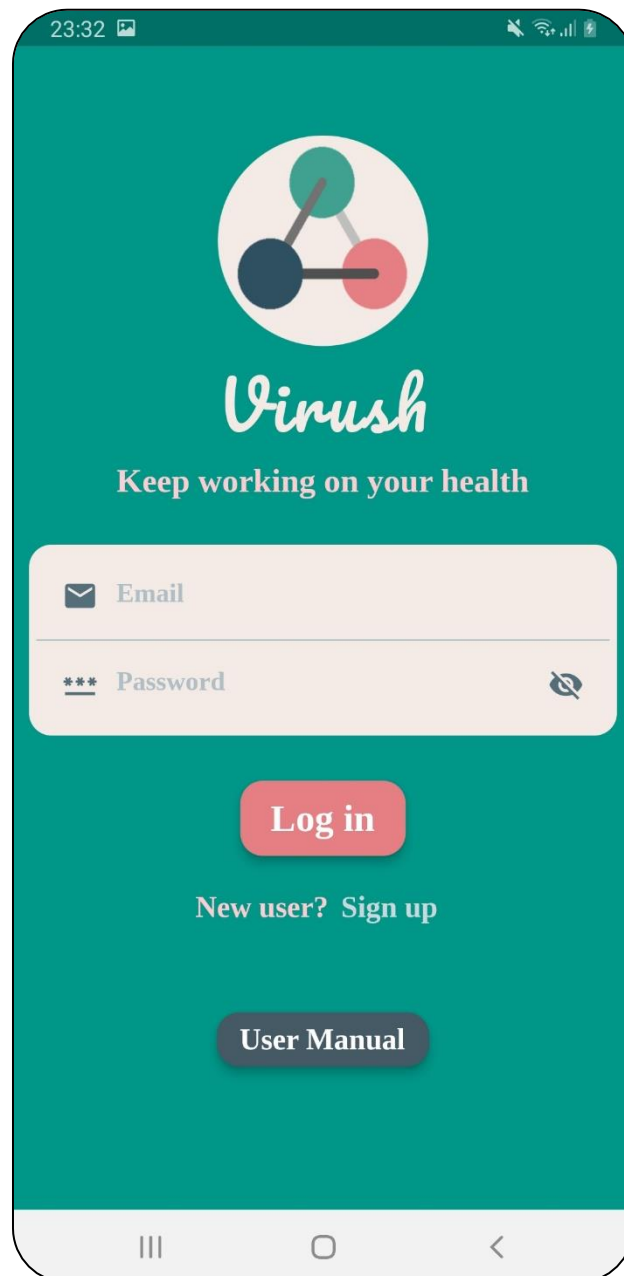 23:32
Virush
Keep working on your health
Email
*** Password
Log in
New user? Sign up
User Manual